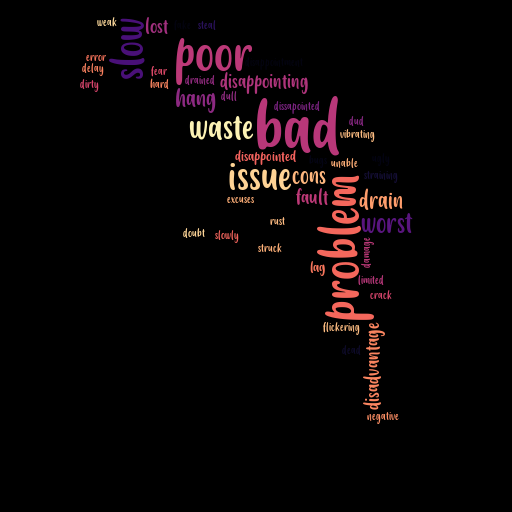 weak
slow
lost
steal
poor
error
delay
fear
dirty
hard
drained
disappointing
hang
dull
dissapointed
waste
bad
dud
vibrating
disappointed
unable
issue
cons
straining
excuses
fault
problem
drain
worst
rust
doubt
slowly
struck
damage
lag
limited
crack
flickering
dead
disadvantage
negative